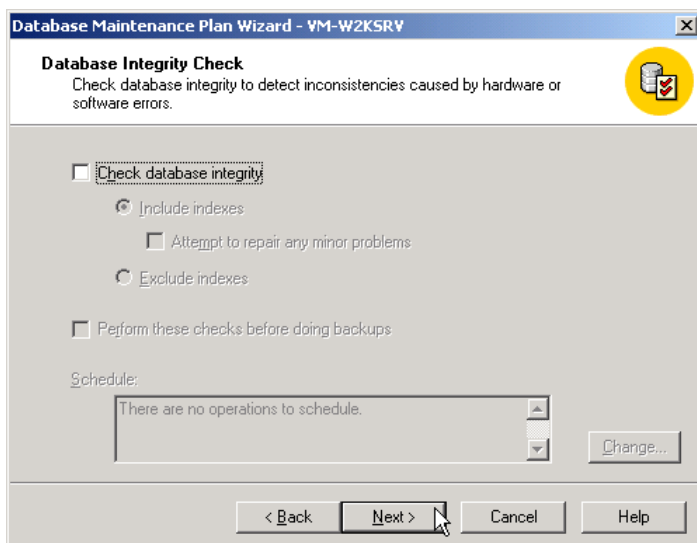 Database Maintenance Plan Wizard - VM-W2KSRV
Database Integrity Check
Check database integrity to detect inconsistencies caused by hardware or
software errors.
Check database integrity
Include indexes
Attempt to repair any minor problems
Exclude indexes
Perform these checks before doing backups
Schedule:
There are no operations to schedule.
Change...
< Back
Next >
Cancel
Help